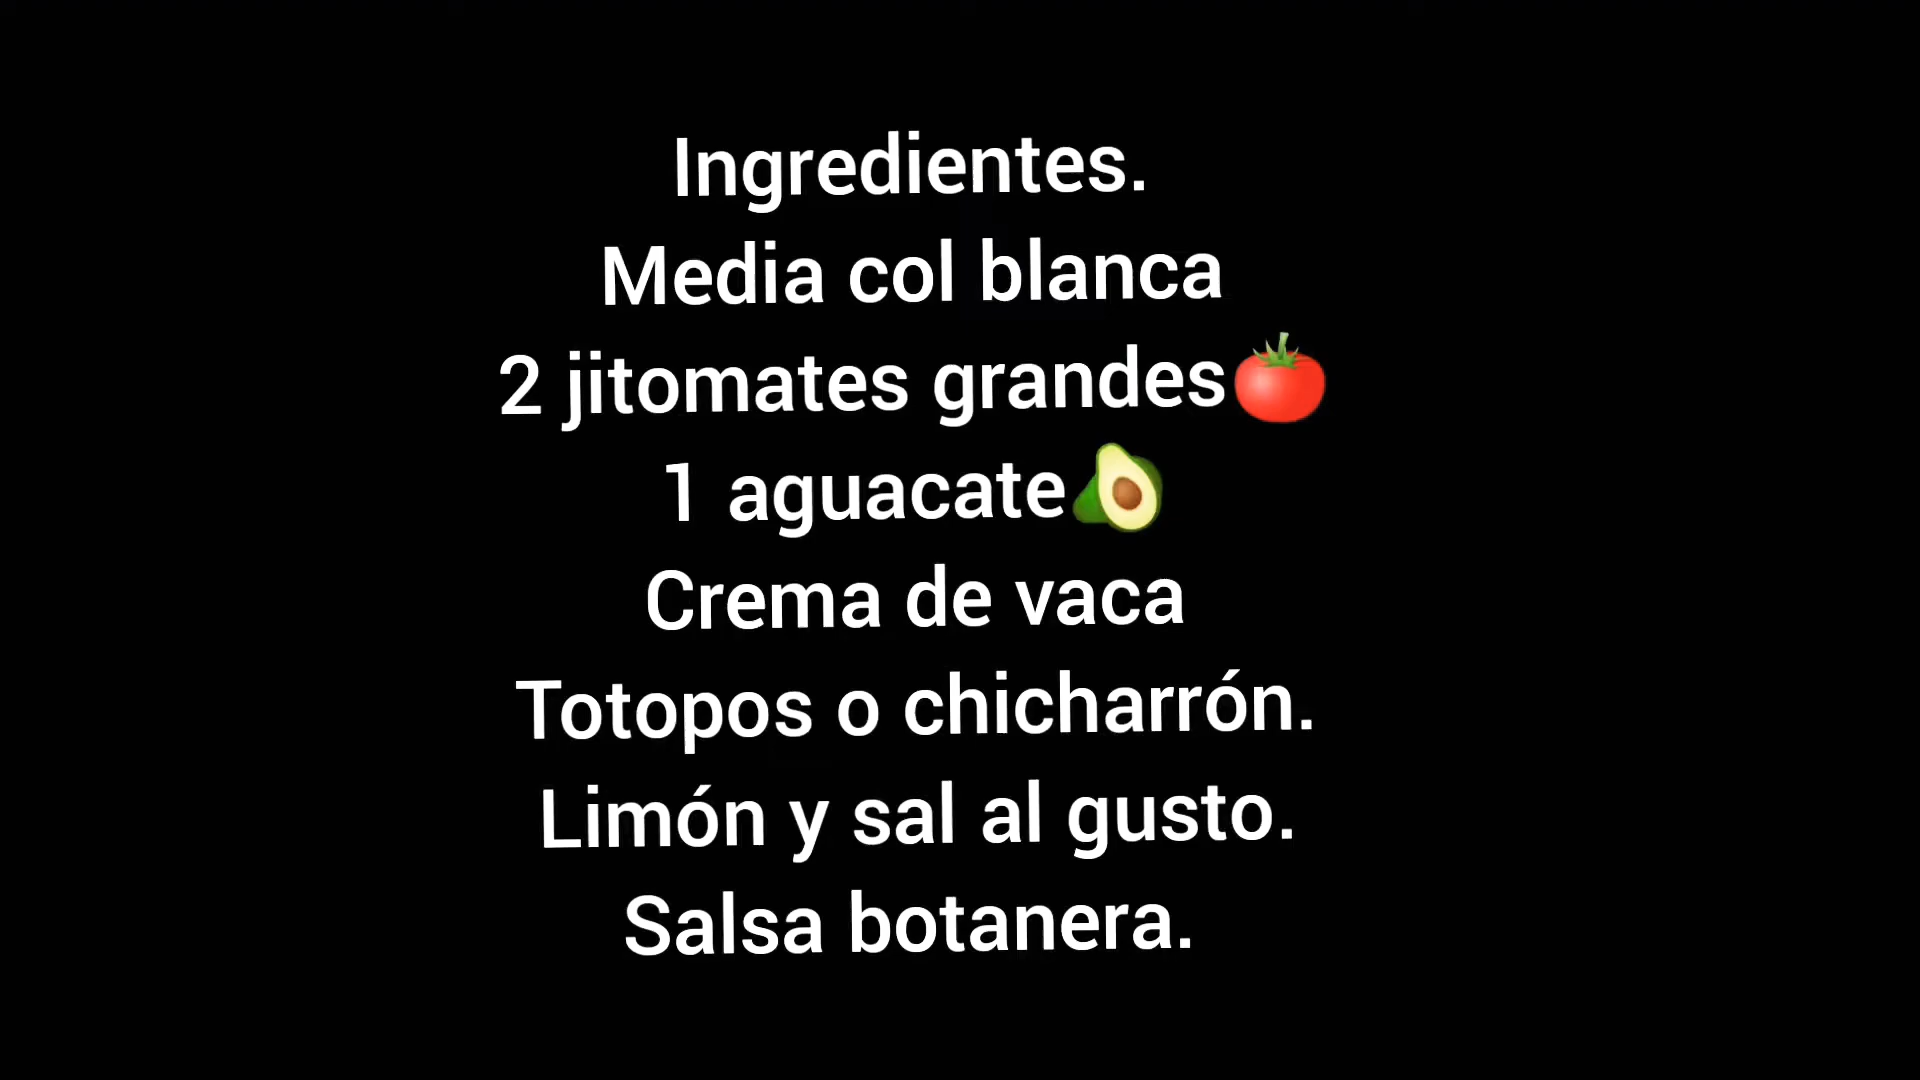 Ingredientes.
Media col blanca
2 jitomates grandes🍅
1 aguacate🥑
Crema de vaca
Totopos o chicharrón.
Limón y sal al gusto.
Salsa botanera.